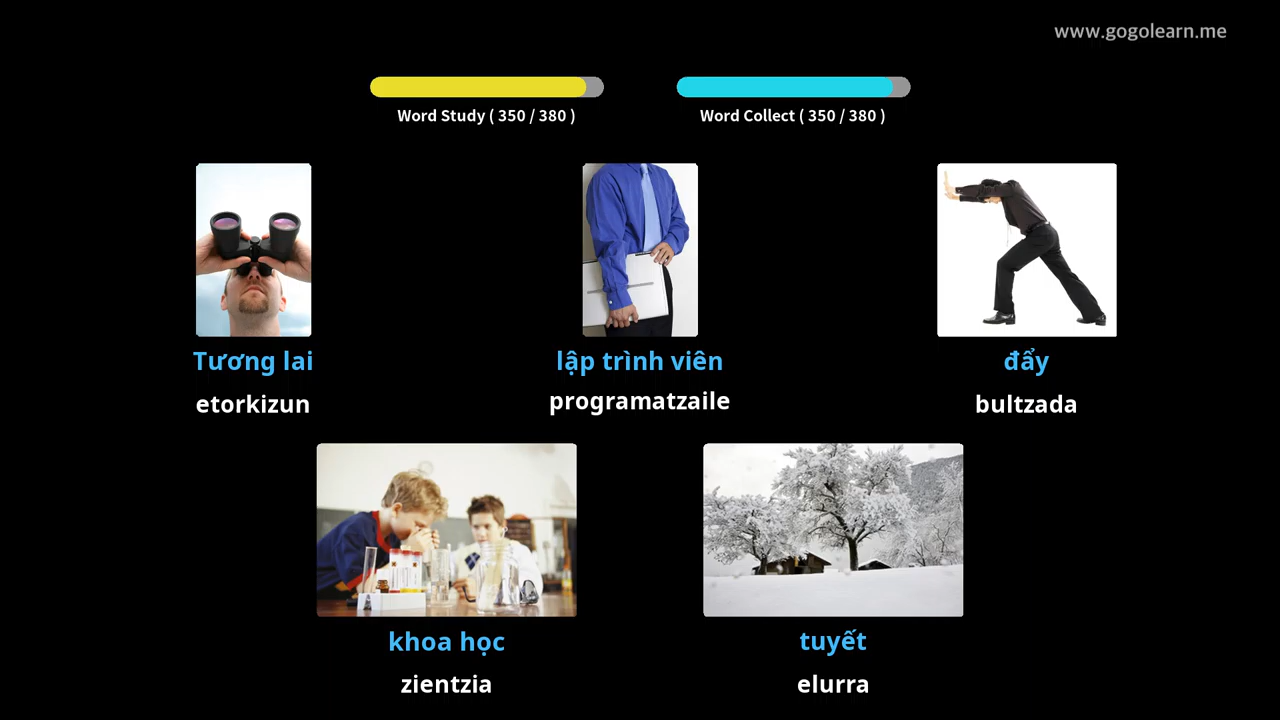 www.gogolearn.me
Word Study ( 350 / 380 )
Word Collect ( 350 / 380 )
Tương lai
etorkizun
lập trình viên
programatzaile
đẩy
bultzada
khoa học
zientzia
tuyết
elurra